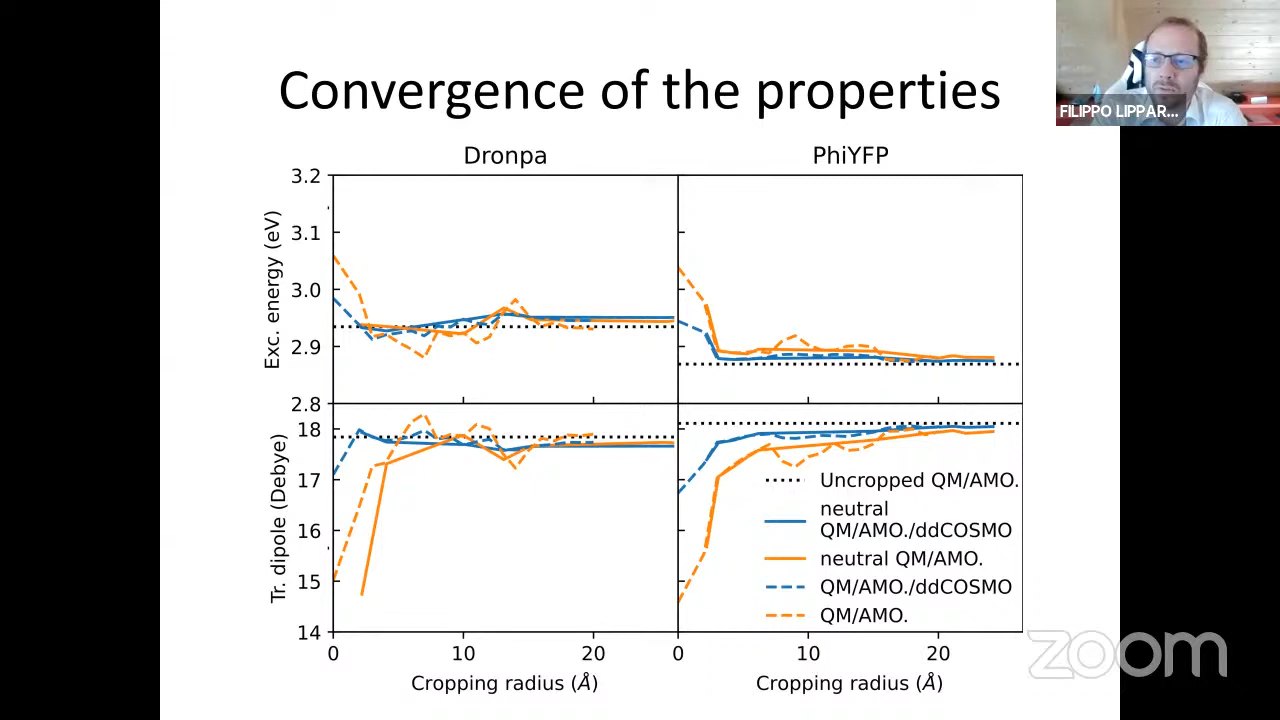 Convergence of the properties
FILIPPO LIPPAR...
Dronpa
PhiYFP
3.2
3.1
3.0
2.9
2.8
Exc. energy (eV)
18
17
16
15
14
Tr. dipole (Debye)
Uncropped QM/AMO.
neutral
QM/AMO./ddCOSMO
neutral QM/AMO.
QM/AMO./ddCOSMO
QM/AMO.
0 10 20
0 10 20
Cropping radius (Å)
Cropping radius (Å)
zoom